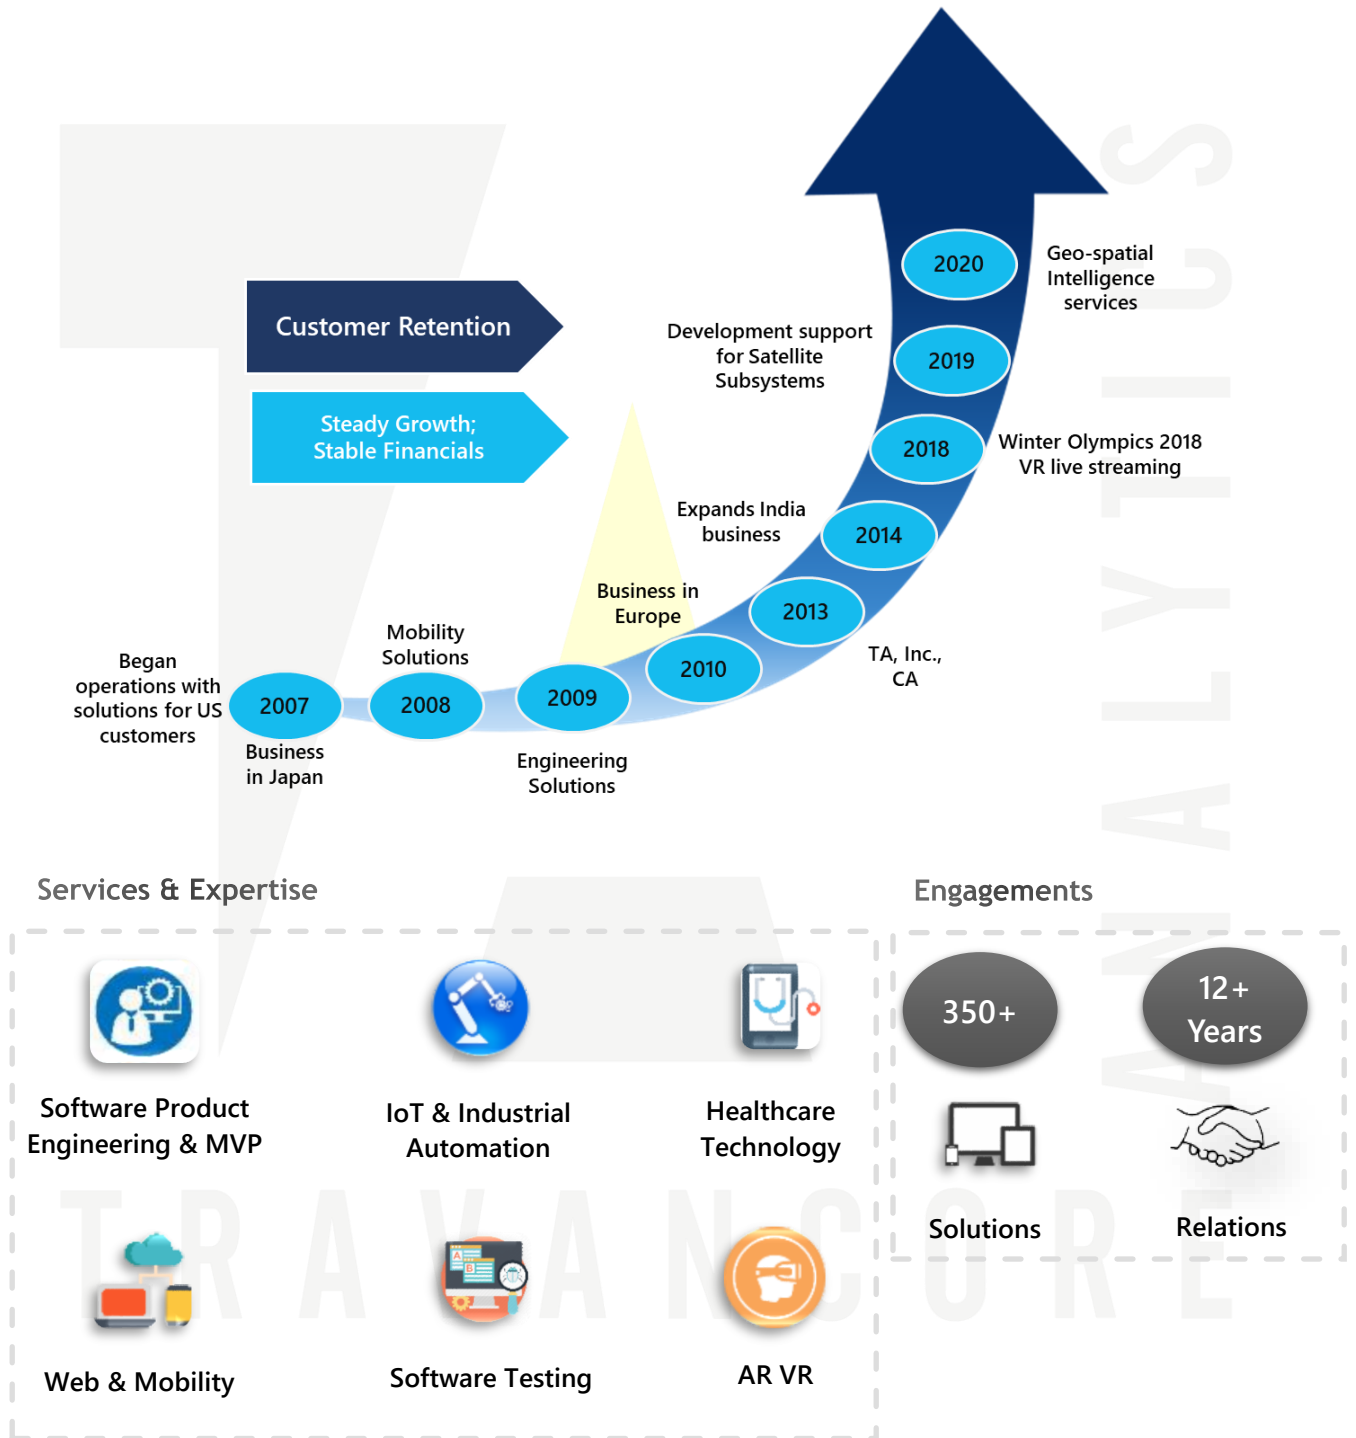 2020
Geo-spatial
Intelligence
services
Customer Retention
Development support
for Satellite
Subsystems
2019
Steady Growth;
Stable Financials
2018
Winter Olympics 2018
VR live streaming
Expands India
business
2014
Business in
Europe
2013
TA, Inc.,
CA
Mobility
Solutions
2010
Began
operations with
solutions for US
customers
2007
2008
2009
Business
in Japan
Engineering
Solutions
Services & Expertise
Engagements
350+
12+
Years
Software Product
Engineering & MVP
IoT & Industrial
Automation
Healthcare
Technology
Solutions
Relations
A
B
Web & Mobility
Software Testing
AR VR
TRAVANCORE
ANALYTICS